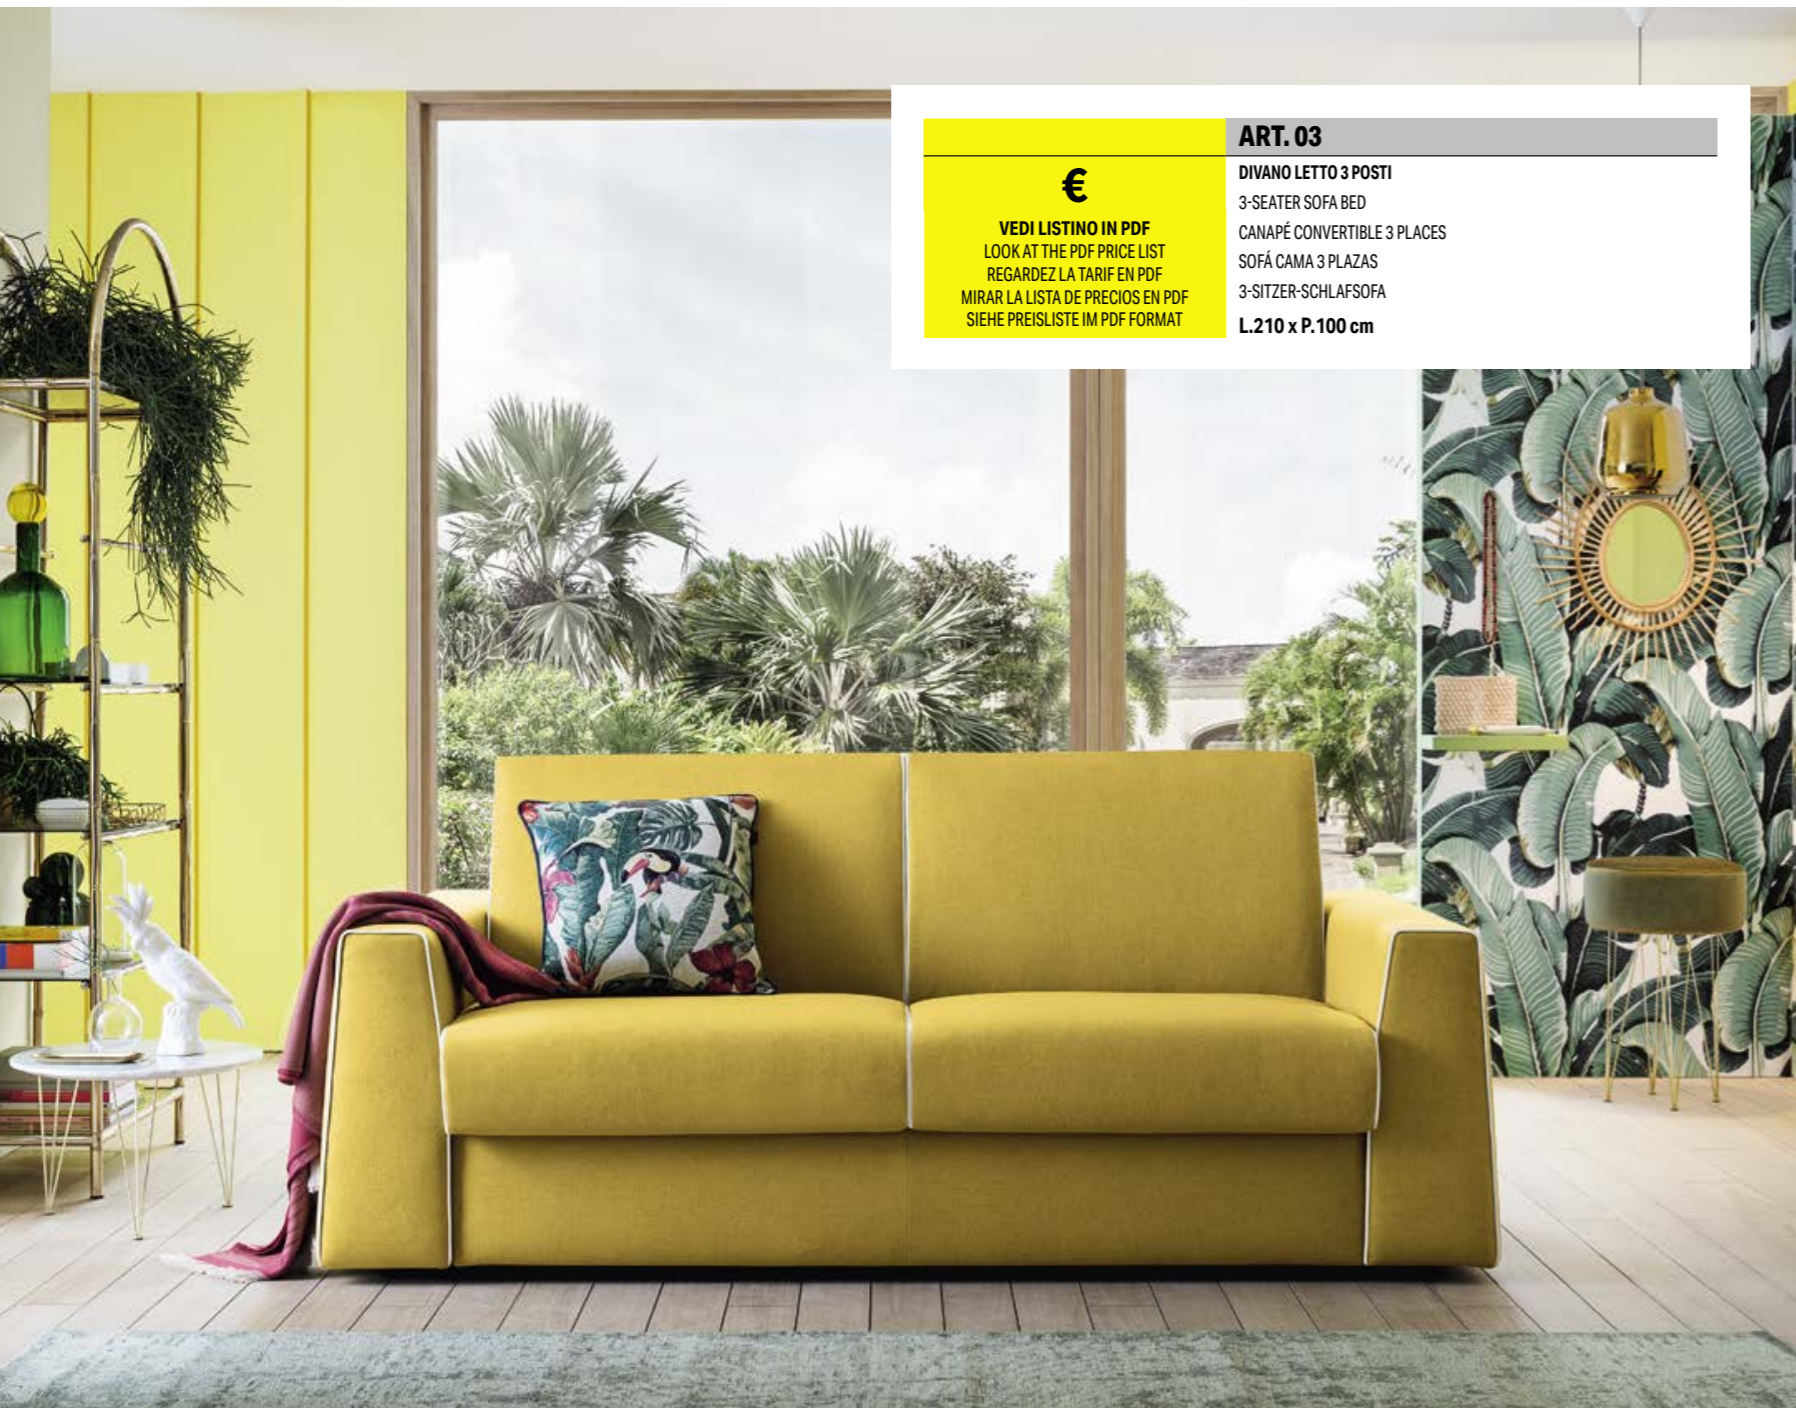 €
VEDI LISTINO IN PDF
LOOK AT THE PDF PRICE LIST
REGARDEZ LA TARIF EN PDF
MIRAR LA LISTA DE PRECIOS EN PDF
SIEHE PREISLISTE IM PDF FORMAT
ART. 03
DIVANO LETTO 3 POSTI
3-SEATER SOFA BED
CANAPÉ CONVERTIBLE 3 PLACES
SOFÁ CAMA 3 PLAZAS
3-SITZER-SCHLAFSOFA
L.210 x P.100 cm